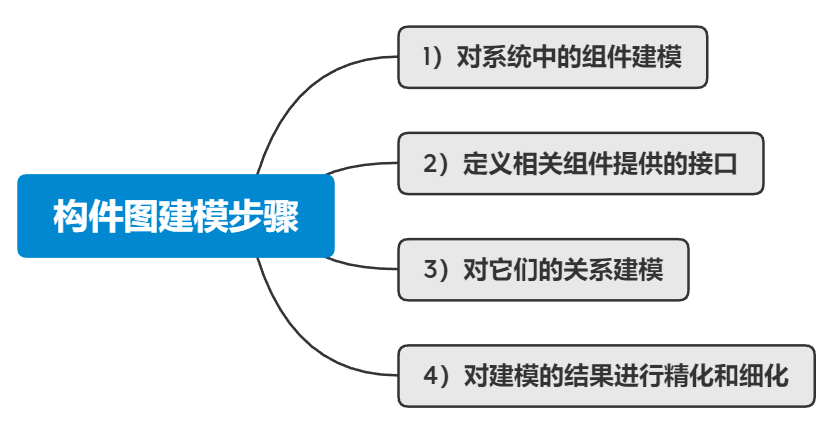 构件图建模步骤
1）对系统中的组件建模
2）定义相关组件提供的接口
3）对它们的关系建模
4）对建模的结果进行精化和细化